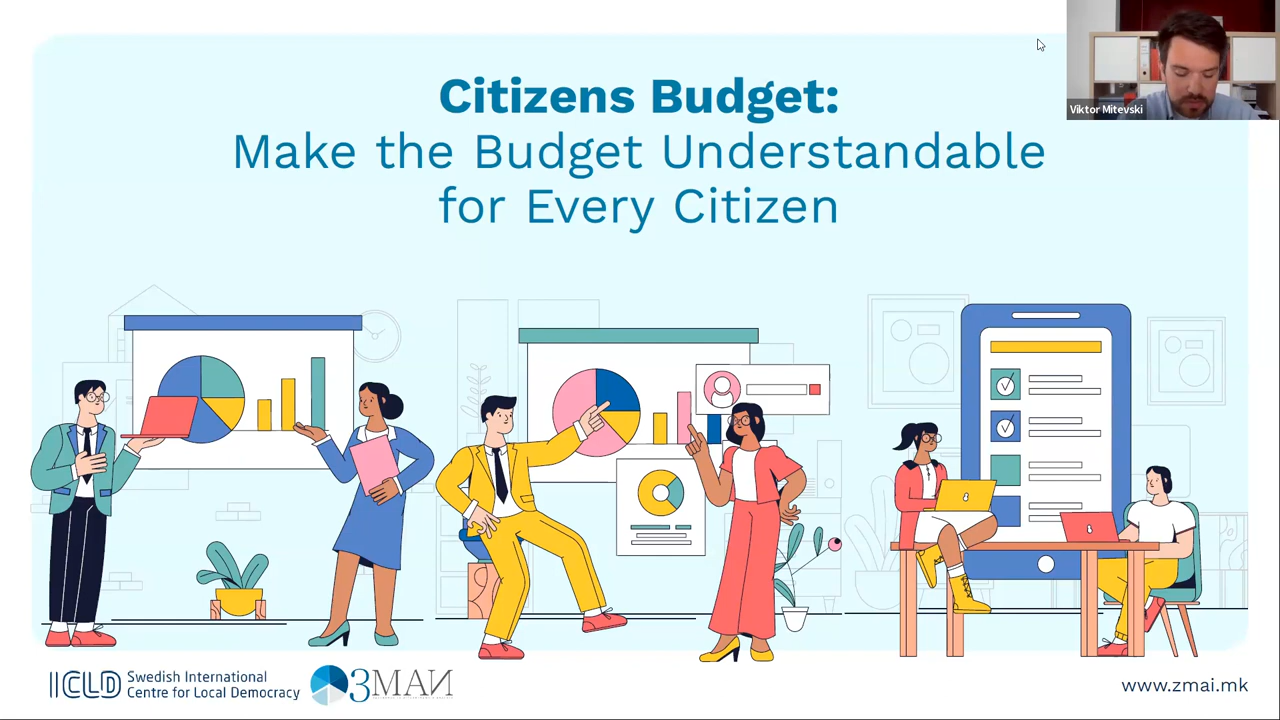 Citizens Budget:
Make the Budget Understandable
for Every Citizen
Viktor Mitevski
ICLD
Swedish International
Centre for Local Democracy
ЗМАИ
www.zmai.mk